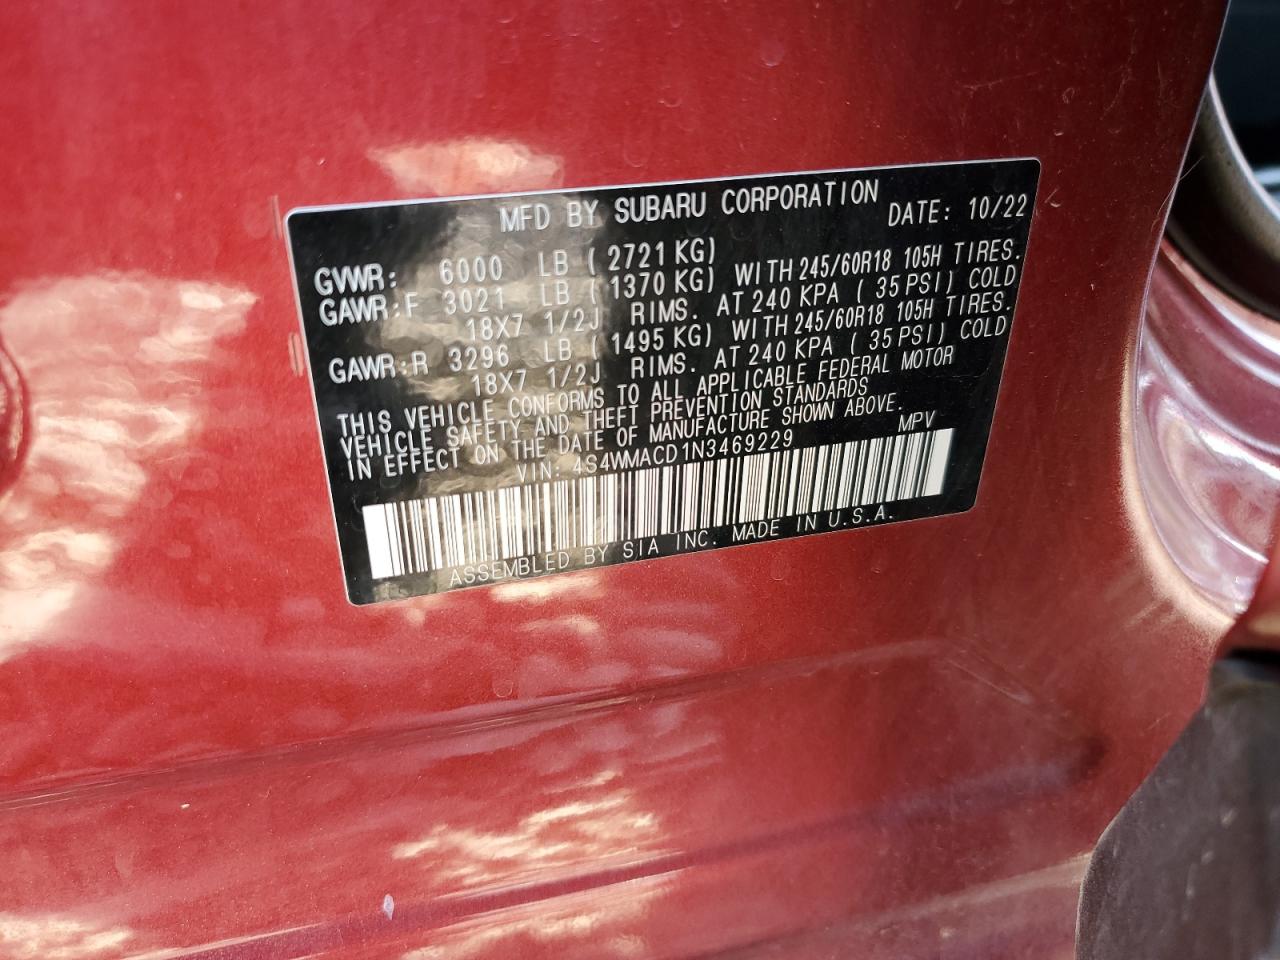 MFD BY SUBARU CORPORATION DATE: 10/22
GVWR: 6000 LB ( 2721 KG)
GAWR:F 3021 LB ( 1370 KG) WITH 245/60R18 105H TIRES.
18X7 1/2J RIMS. AT 240 KPA ( 35 PSI) COLD
GAWR:R 3296 LB ( 1495 KG) WITH 245/60R18 105H TIRES.
18X7 1/2J RIMS. AT 240 KPA ( 35 PSI) COLD
THIS VEHICLE CONFORMS TO ALL APPLICABLE FEDERAL MOTOR
VEHICLE SAFETY AND THEFT PREVENTION STANDARDS
IN EFFECT ON THE DATE OF MANUFACTURE SHOWN ABOVE.
VIN: 4S4WMACD1N3469229 MPV
ASSEMBLED BY SIA INC. MADE IN U.S.A.